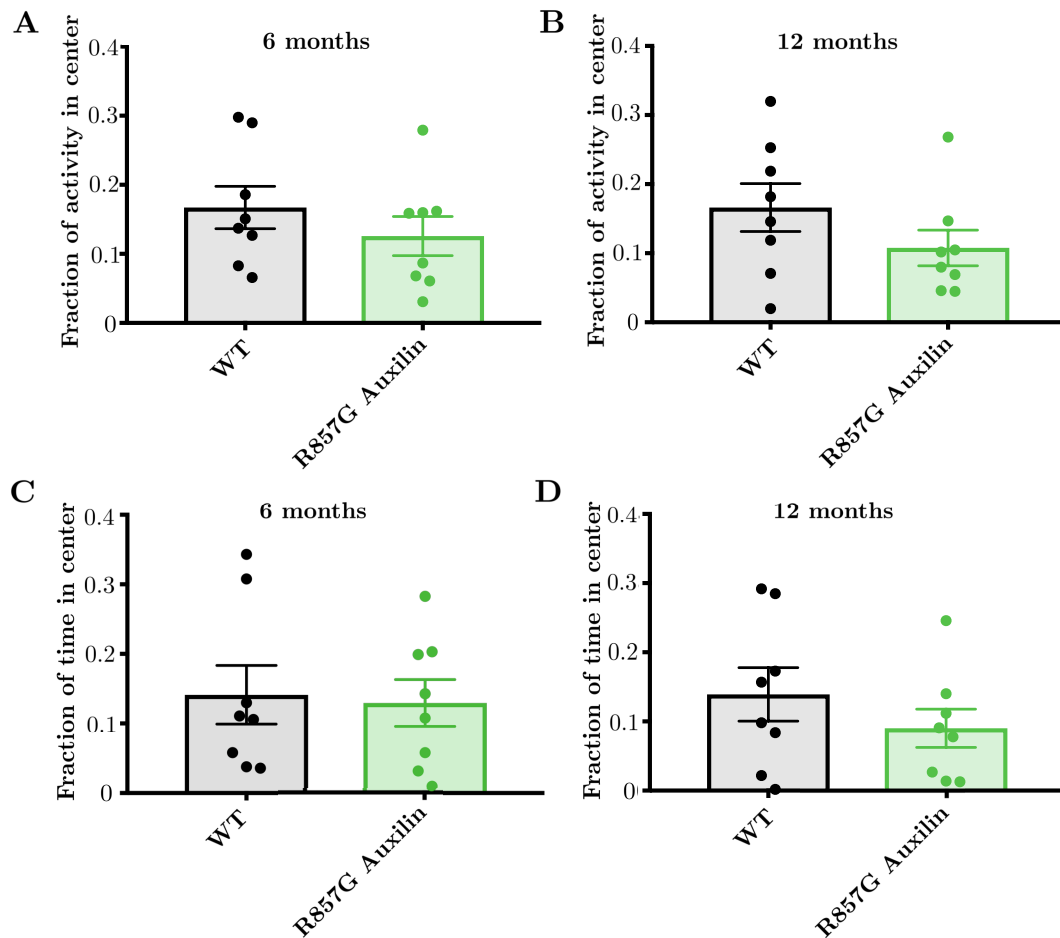 A
6 months
Fraction of activity in center
0.4
0.3
0.2
0.1
0
WT
R857G Auxilin
B
12 months
Fraction of activity in center
0.4
0.3
0.2
0.1
0
WT
R857G Auxilin
C
6 months
Fraction of time in center
0.4
0.3
0.2
0.1
0
WT
R857G Auxilin
D
12 months
Fraction of time in center
0.4
0.3
0.2
0.1
0
WT
R857G Auxilin